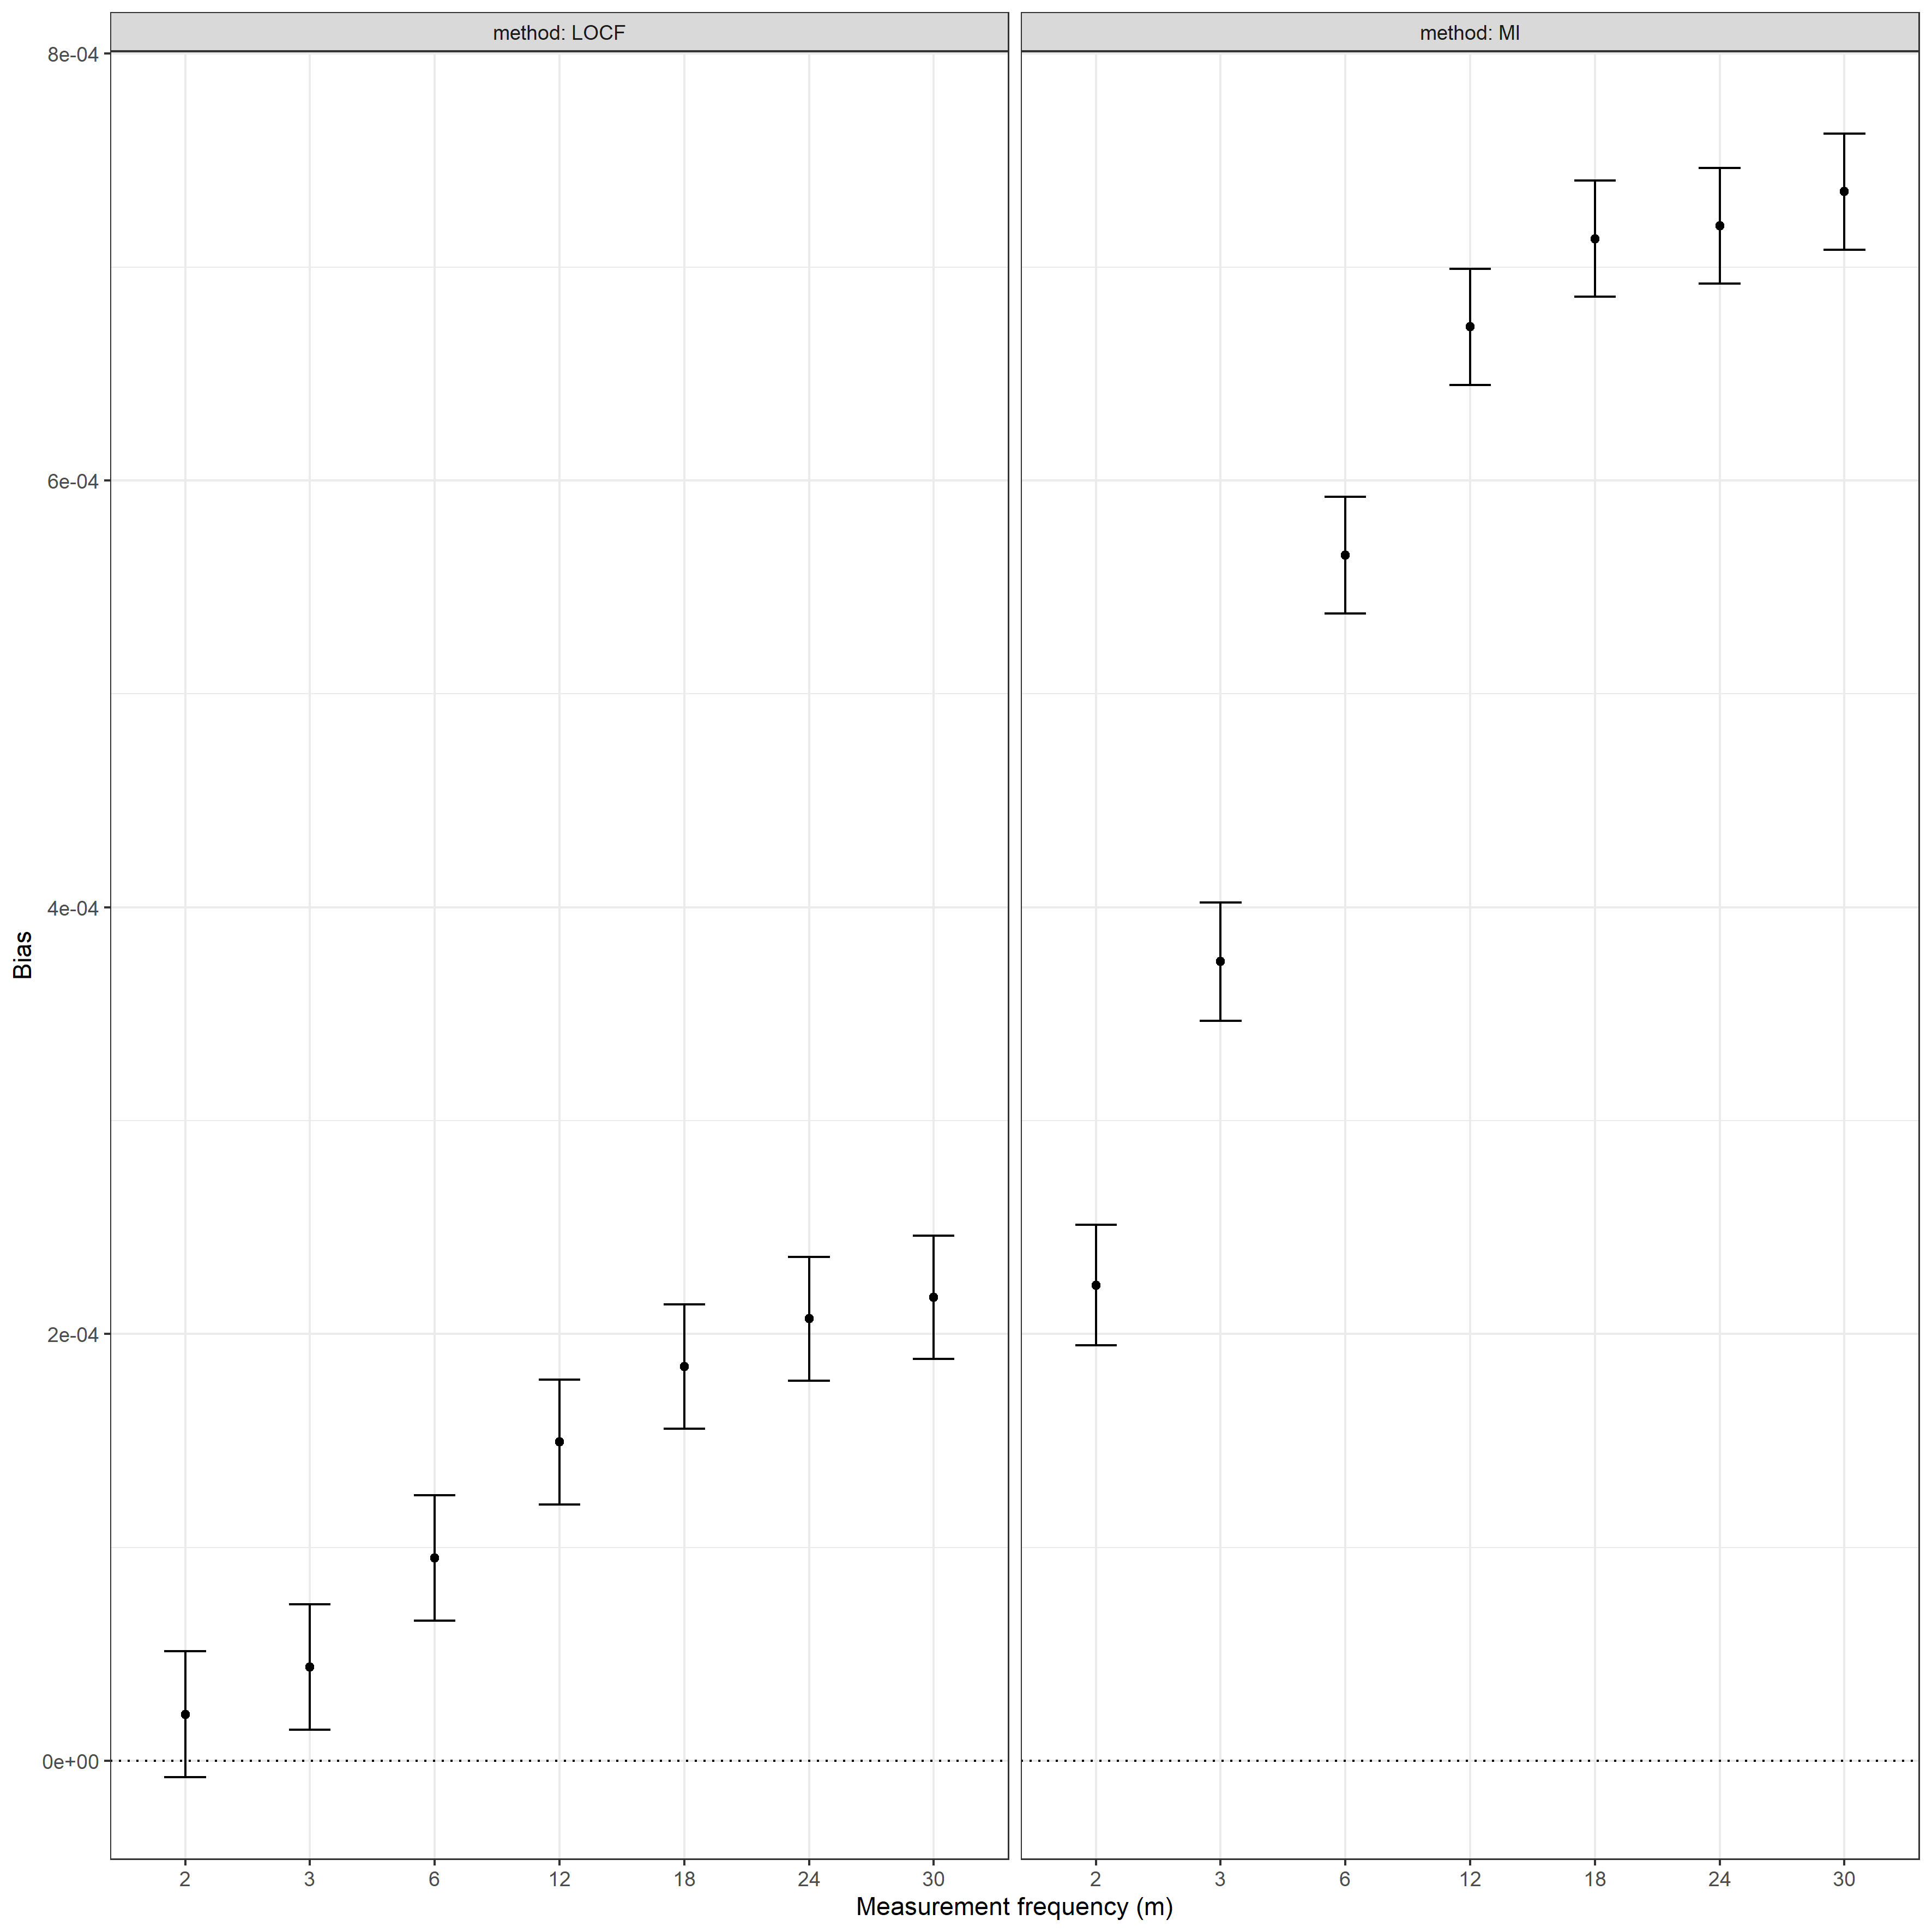 method: LOCF
method: MI
8e-04
6e-04
4e-04
2e-04
0e+00
Bias
2 3 6 12 18 24 30
2 3 6 12 18 24 30
Measurement frequency (m)